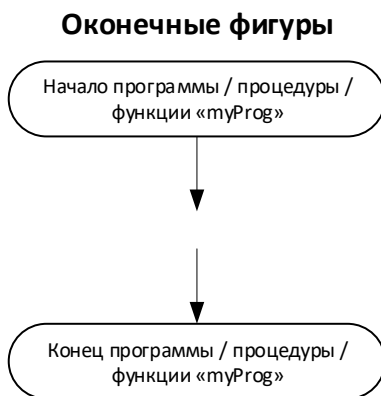 Оконечные фигуры
Начало программы / процедуры /
функции «myProg»
Конец программы / процедуры /
функции «myProg»